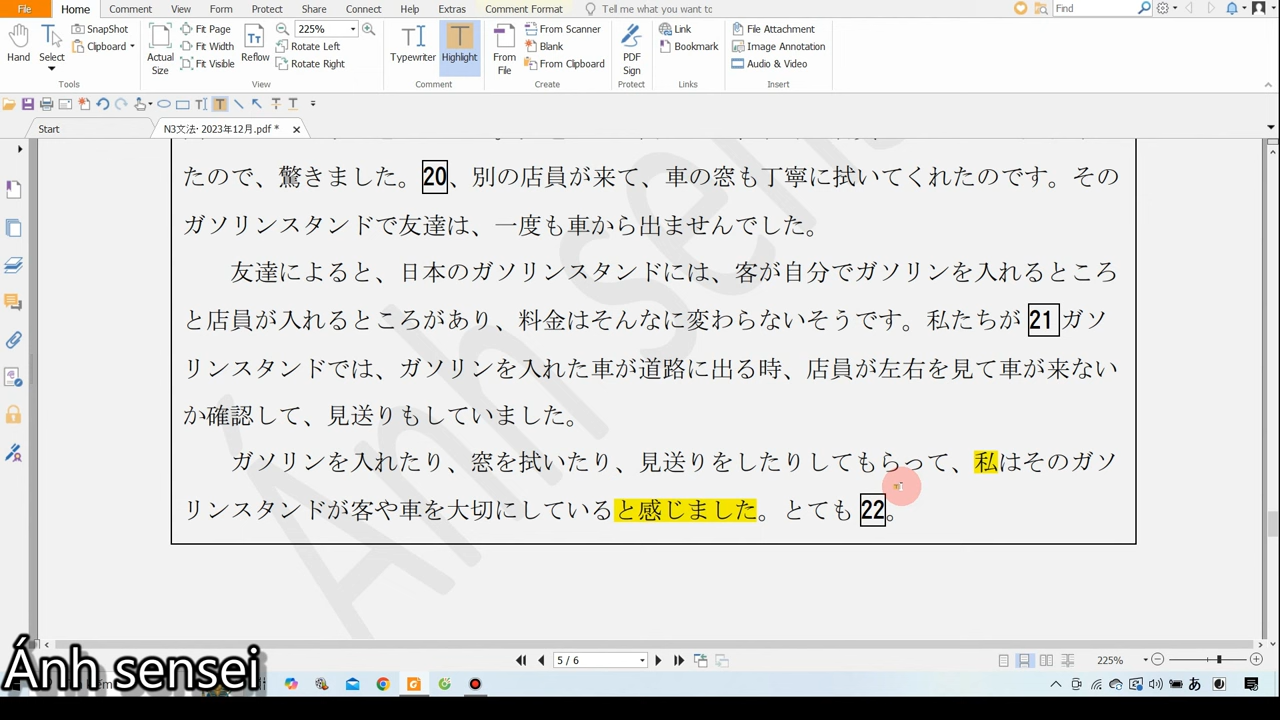 File Home Comment View Form Protect Share Connect Help Extras Comment Format Tell me what you want to Find
Hand Select SnapShot Clipboard Actual Size Fit Page Fit Width Fit Visible Reflow 225% Rotate Left Rotate Right Typewriter Highlight From File From Scanner Blank From Clipboard PDF Sign Link Bookmark File Attachment Image Annotation Audio & Video
Tools View Comment Create Protect Links Insert
Start N3文法- 2023年12月.pdf *
たので、驚きました。20、別の店員が来て、車の窓も丁寧に拭いてくれたのです。その
ガソリンスタンドで友達は、一度も車から出ませんでした。
友達によると、日本のガソリンスタンドには、客が自分でガソリンを入れるところ
と店員が入れるところがあり、料金はそんなに変わらないそうです。私たちが21ガソ
リンスタンドでは、ガソリンを入れた車が道路に出る時、店員が左右を見て車が来ない
か確認して、見送りもしていました。
ガソリンを入れたり、窓を拭いたり、見送りをしたりしてもらって、私はそのガソ
リンスタンドが客や車を大切にしていると感じました。とても22。
Ánh sensei
5 / 6
225%
Ánh sensei